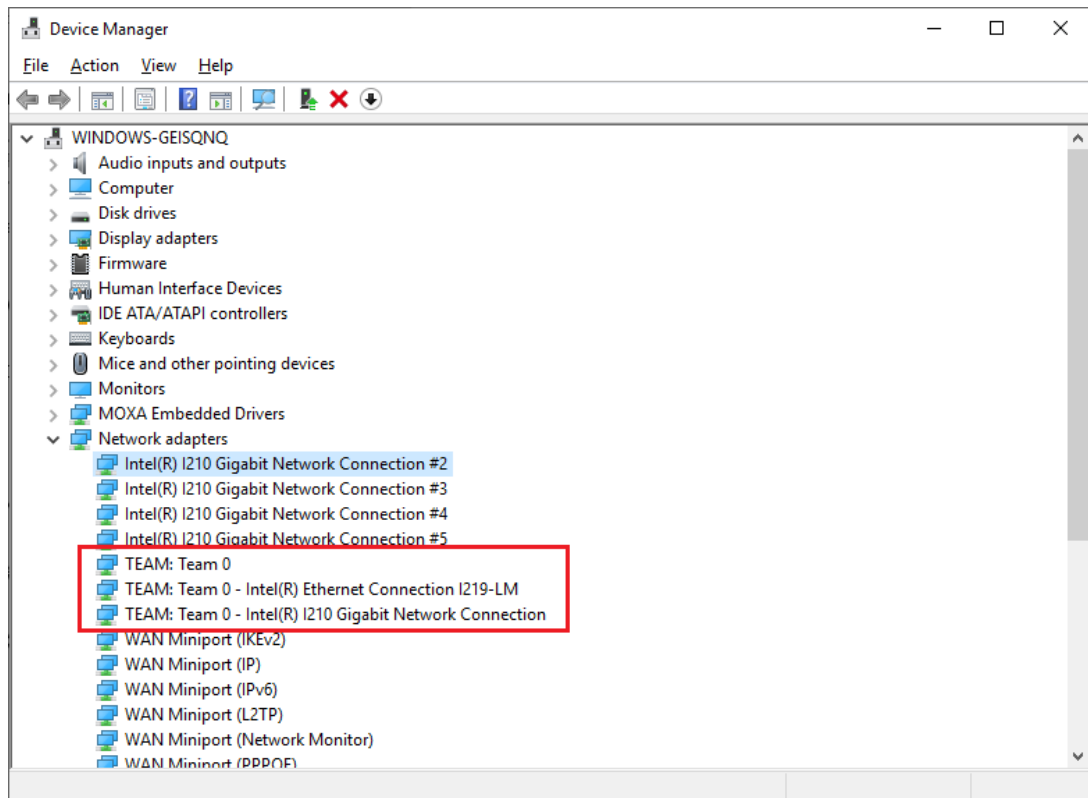 Device Manager
File Action View Help
WINDOWS-GEISQNQ
Audio inputs and outputs
Computer
Disk drives
Display adapters
Firmware
Human Interface Devices
IDE ATA/ATAPI controllers
Keyboards
Mice and other pointing devices
Monitors
MOXA Embedded Drivers
Network adapters
Intel(R) I210 Gigabit Network Connection #2
Intel(R) I210 Gigabit Network Connection #3
Intel(R) I210 Gigabit Network Connection #4
Intel(R) I210 Gigabit Network Connection #5
TEAM: Team 0
TEAM: Team 0 - Intel(R) Ethernet Connection I219-LM
TEAM: Team 0 - Intel(R) I210 Gigabit Network Connection
WAN Miniport (IKEv2)
WAN Miniport (IP)
WAN Miniport (IPv6)
WAN Miniport (L2TP)
WAN Miniport (Network Monitor)
WAN Miniport (PPPOE)